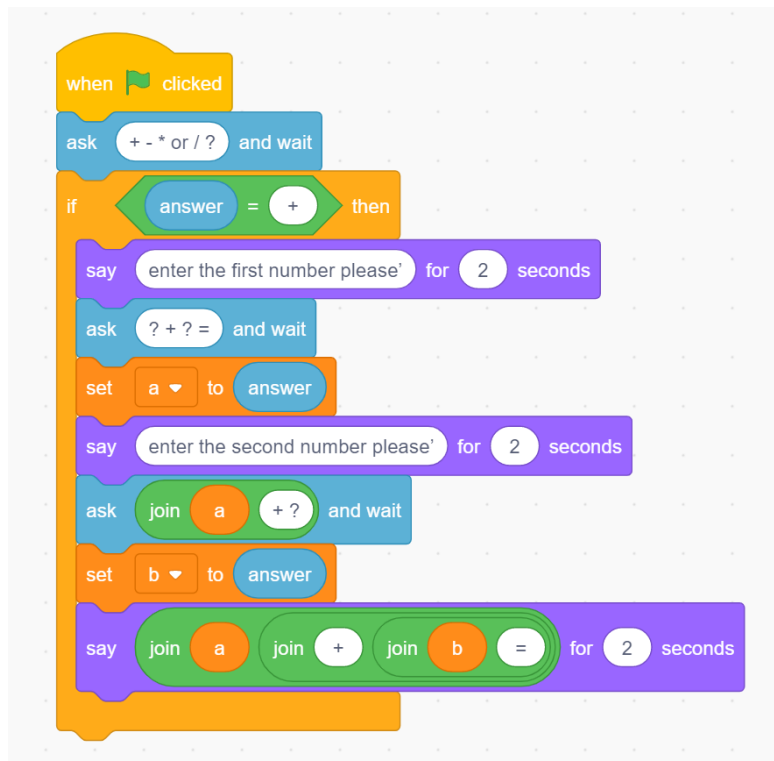 when clicked
ask + - * or / ? and wait
if answer = + then
say enter the first number please’ for 2 seconds
ask ? + ? = and wait
set a to answer
say enter the second number please’ for 2 seconds
ask join a + ? and wait
set b to answer
say join a join + join b = for 2 seconds